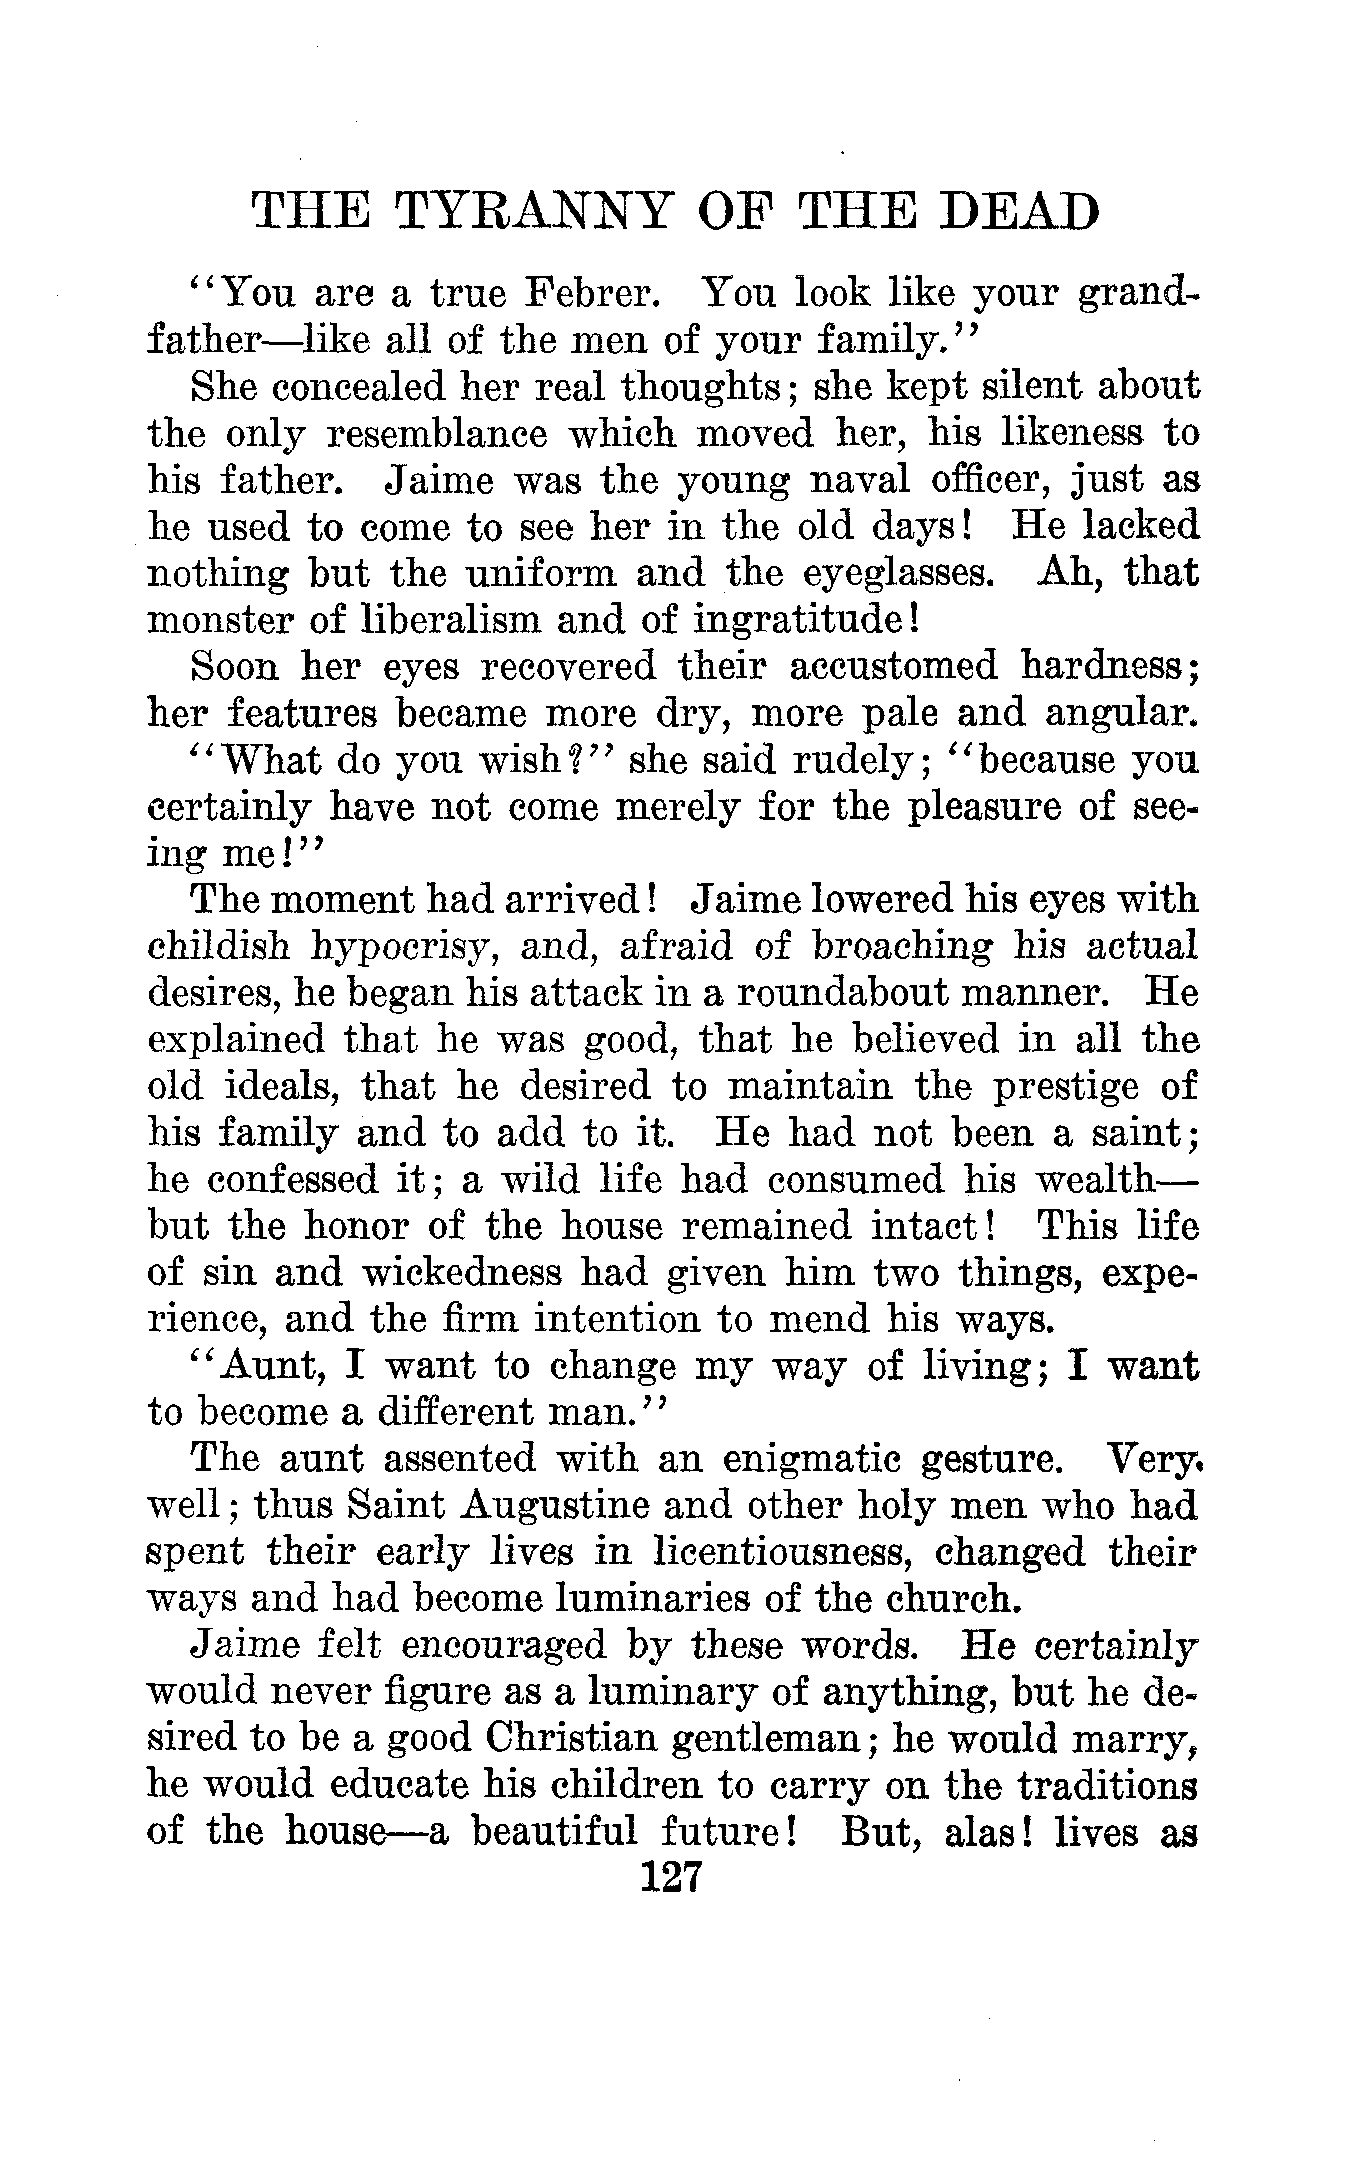 THE TYRANNY OF THE DEAD
"You are a true Febrer. You look like your grand-
father—like all of the men of your family."
She concealed her real thoughts; she kept silent about
the only resemblance which moved her, his likeness to
his father. Jaime was the young naval officer, just as
he used to come to see her in the old days! He lacked
nothing but the uniform and the eyeglasses. Ah, that
monster of liberalism and of ingratitude!
Soon her eyes recovered their accustomed hardness;
her features became more dry, more pale and angular.
"What do you wish?" she said rudely; "because you
certainly have not come merely for the pleasure of see-
ing me!"
The moment had arrived! Jaime lowered his eyes with
childish hypocrisy, and, afraid of broaching his actual
desires, he began his attack in a roundabout manner. He
explained that he was good, that he believed in all the
old ideals, that he desired to maintain the prestige of
his family and to add to it. He had not been a saint;
he confessed it; a wild life had consumed his wealth—
but the honor of the house remained intact! This life
of sin and wickedness had given him two things, expe-
rience, and the firm intention to mend his ways.
"Aunt, I want to change my way of living; I want
to become a different man."
The aunt assented with an enigmatic gesture. Very.
well; thus Saint Augustine and other holy men who had
spent their early lives in licentiousness, changed their
ways and had become luminaries of the church.
Jaime felt encouraged by these words. He certainly
would never figure as a luminary of anything, but he de-
sired to be a good Christian gentleman; he would marry,
he would educate his children to carry on the traditions
of the house—a beautiful future! But, alas! lives as
127